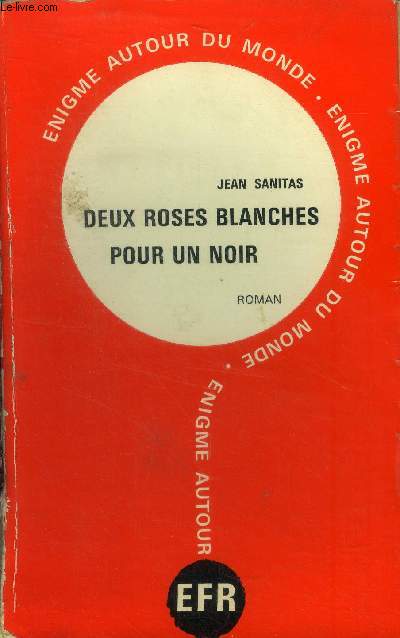 Le-livre.com
ENIGME AUTOUR DU MONDE · ENIGME AUTOUR DU MONDE · ENIGME AUTOUR
JEAN SANITAS
DEUX ROSES BLANCHES
POUR UN NOIR
ROMAN
EFR